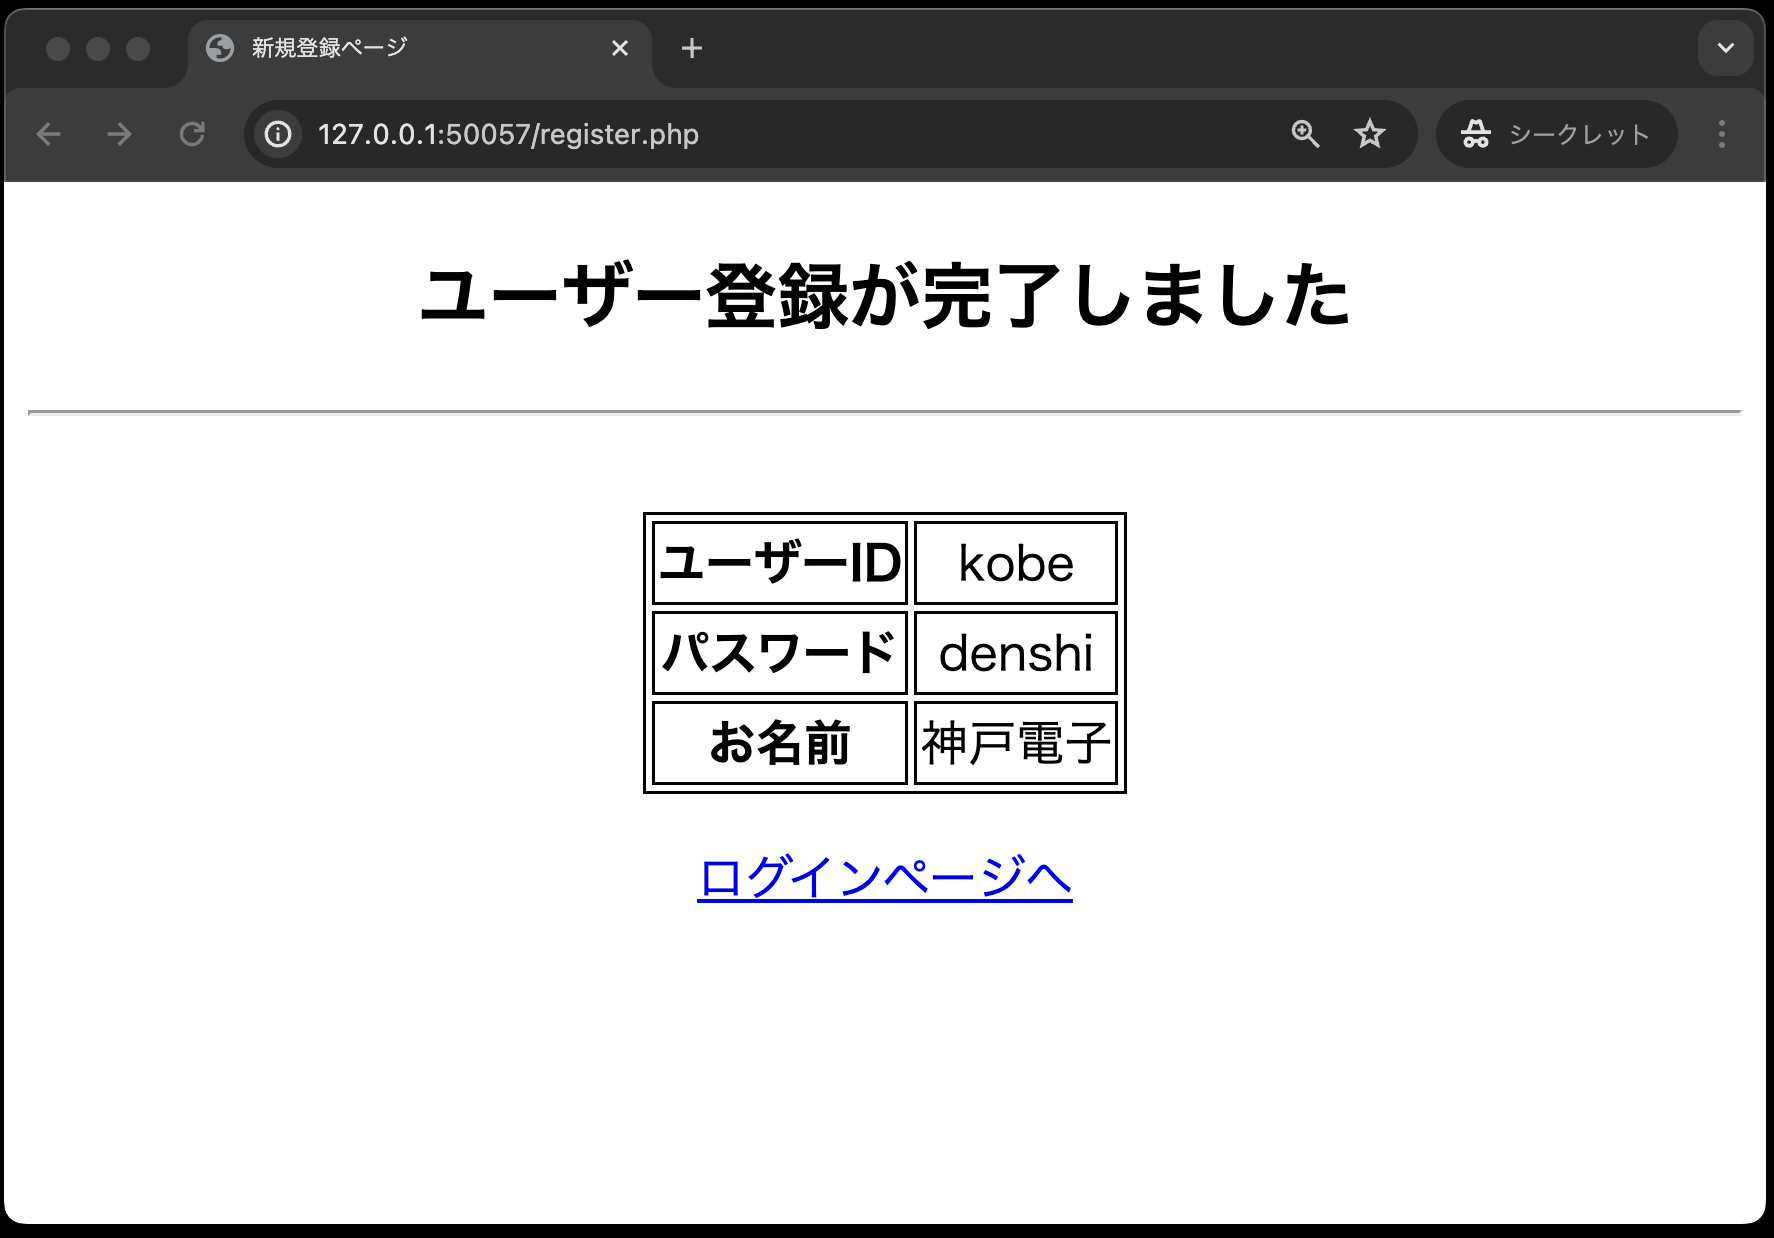 新規登録ページ
127.0.0.1:50057/register.php
シークレット
ユーザー登録が完了しました
ユーザーID kobe
パスワード denshi
お名前 神戸電子
ログインページへ